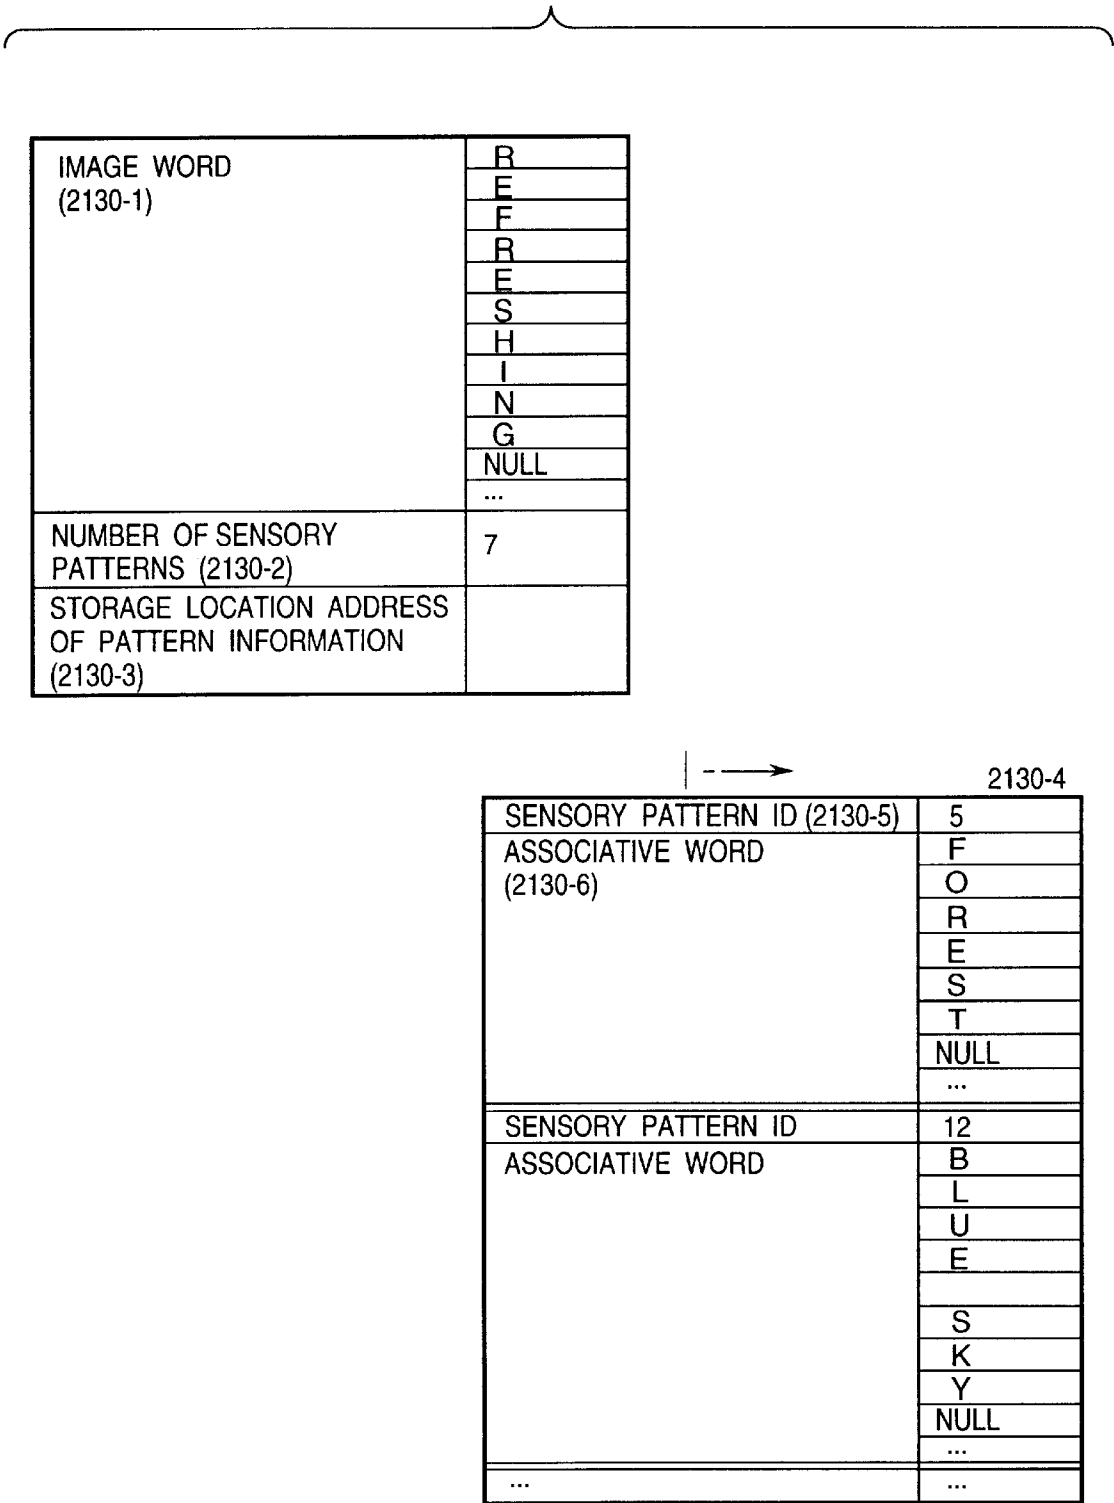 IMAGE WORD
(2130-1)
R
E
F
R
E
S
H
I
N
G
NULL
...
NUMBER OF SENSORY
PATTERNS (2130-2)
7
STORAGE LOCATION ADDRESS
OF PATTERN INFORMATION
(2130-3)
2130-4
SENSORY PATTERN ID (2130-5) 5
ASSOCIATIVE WORD
(2130-6)
F
O
R
E
S
T
NULL
...
SENSORY PATTERN ID 12
ASSOCIATIVE WORD
B
L
U
E
S
K
Y
NULL
...
... ...